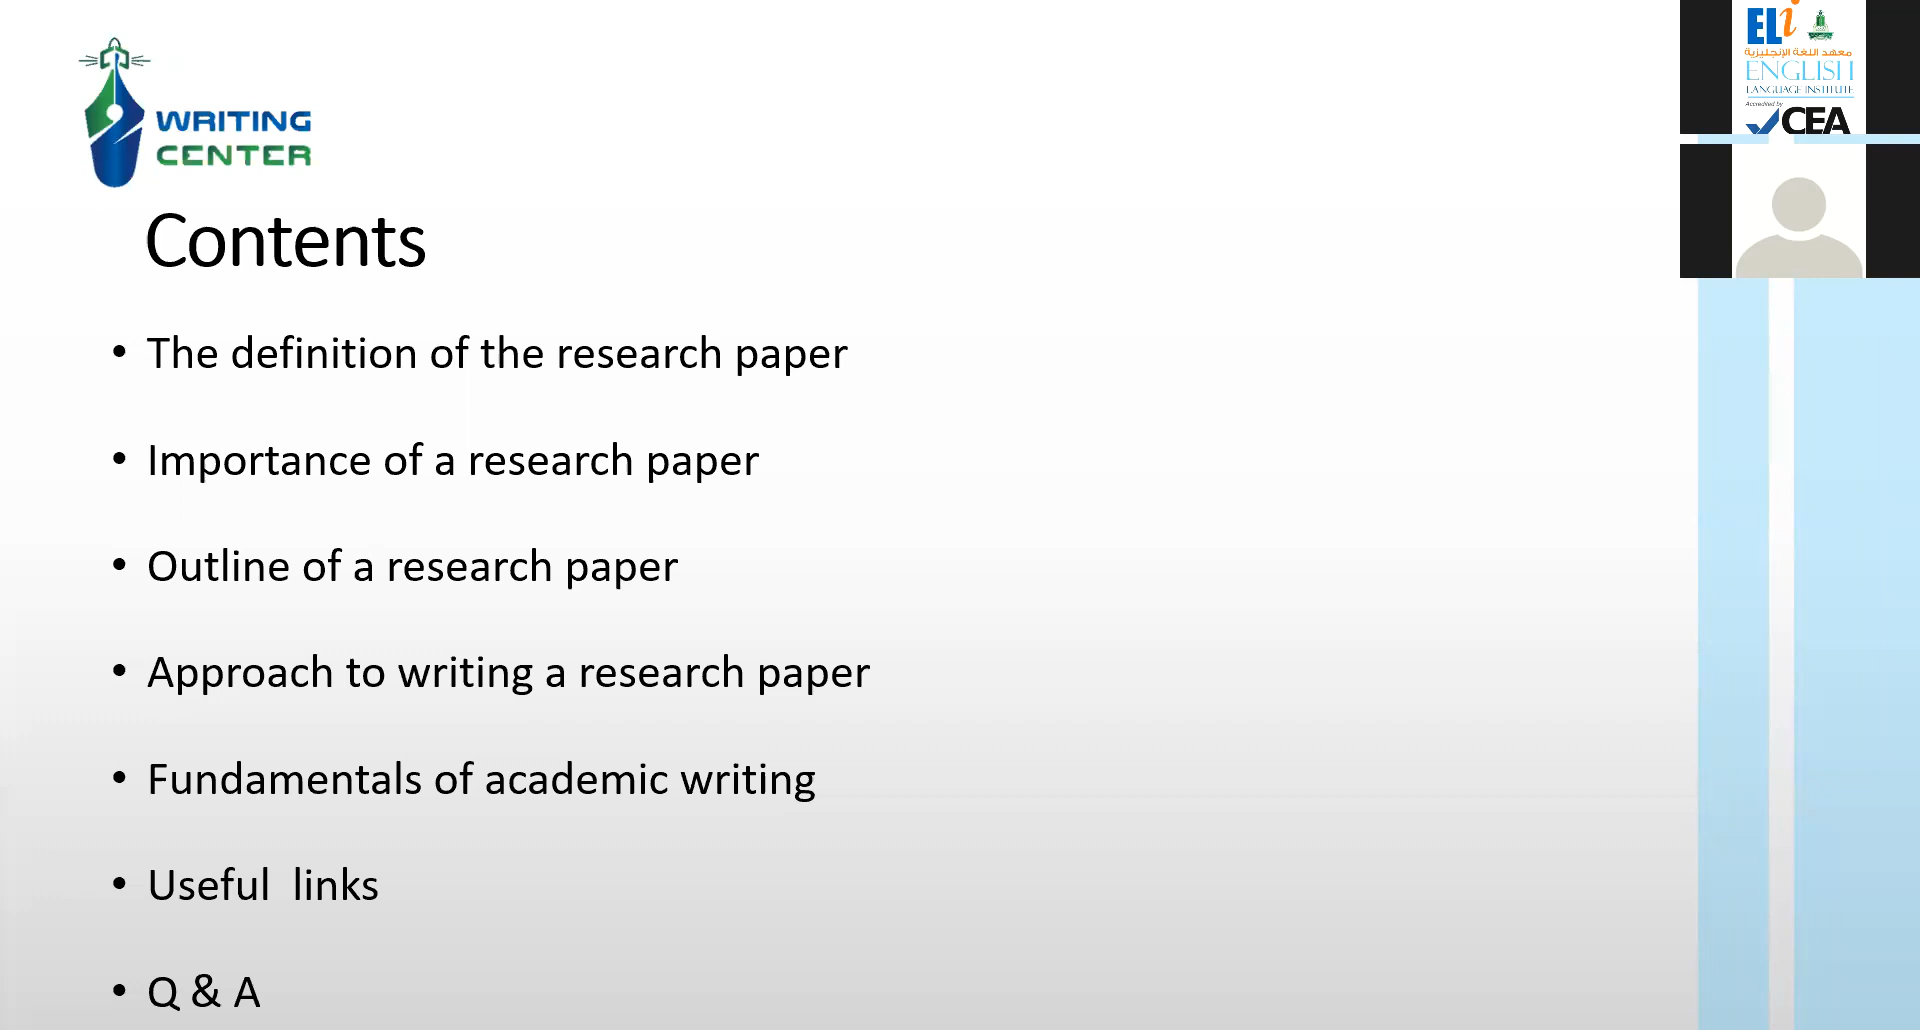 WRITING
CENTER
Contents
• The definition of the research paper
• Importance of a research paper
• Outline of a research paper
• Approach to writing a research paper
• Fundamentals of academic writing
• Useful  links
• Q & A
ELi
معهد اللغة الإنجليزية
ENGLISH
LANGUAGE INSTITUTE
Accredited by
CEA